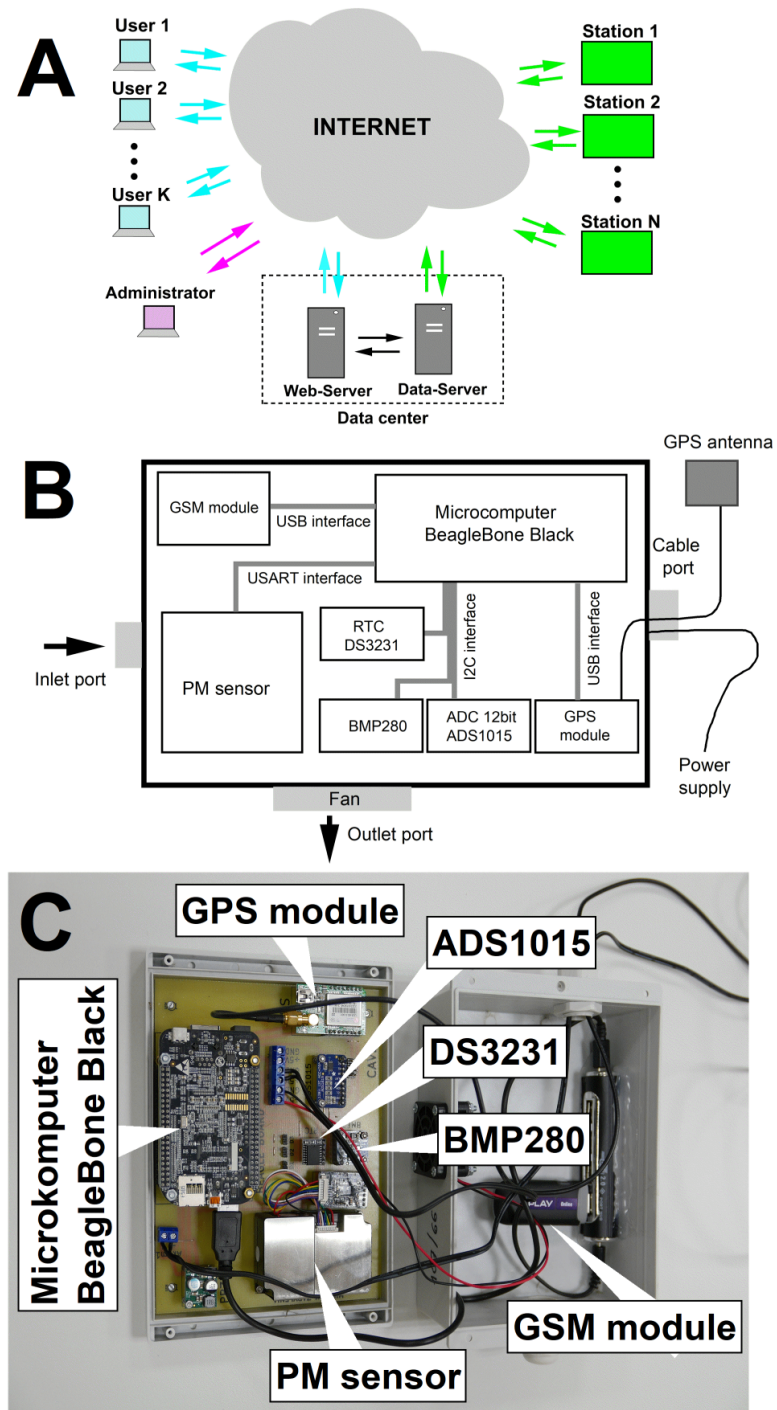 A
User 1
User 2
User K
Administrator
INTERNET
Station 1
Station 2
Station N
Web-Server
Data-Server
Data center
B
GPS antenna
GSM module
USB interface
Microcomputer
BeagleBone Black
Cable
port
USART interface
Inlet port
PM sensor
RTC
DS3231
I2C interface
USB interface
BMP280
ADC 12bit
ADS1015
GPS
module
Power
supply
Fan
Outlet port
C
GPS module
ADS1015
DS3231
BMP280
Microkomputer
BeagleBone Black
GSM module
PM sensor